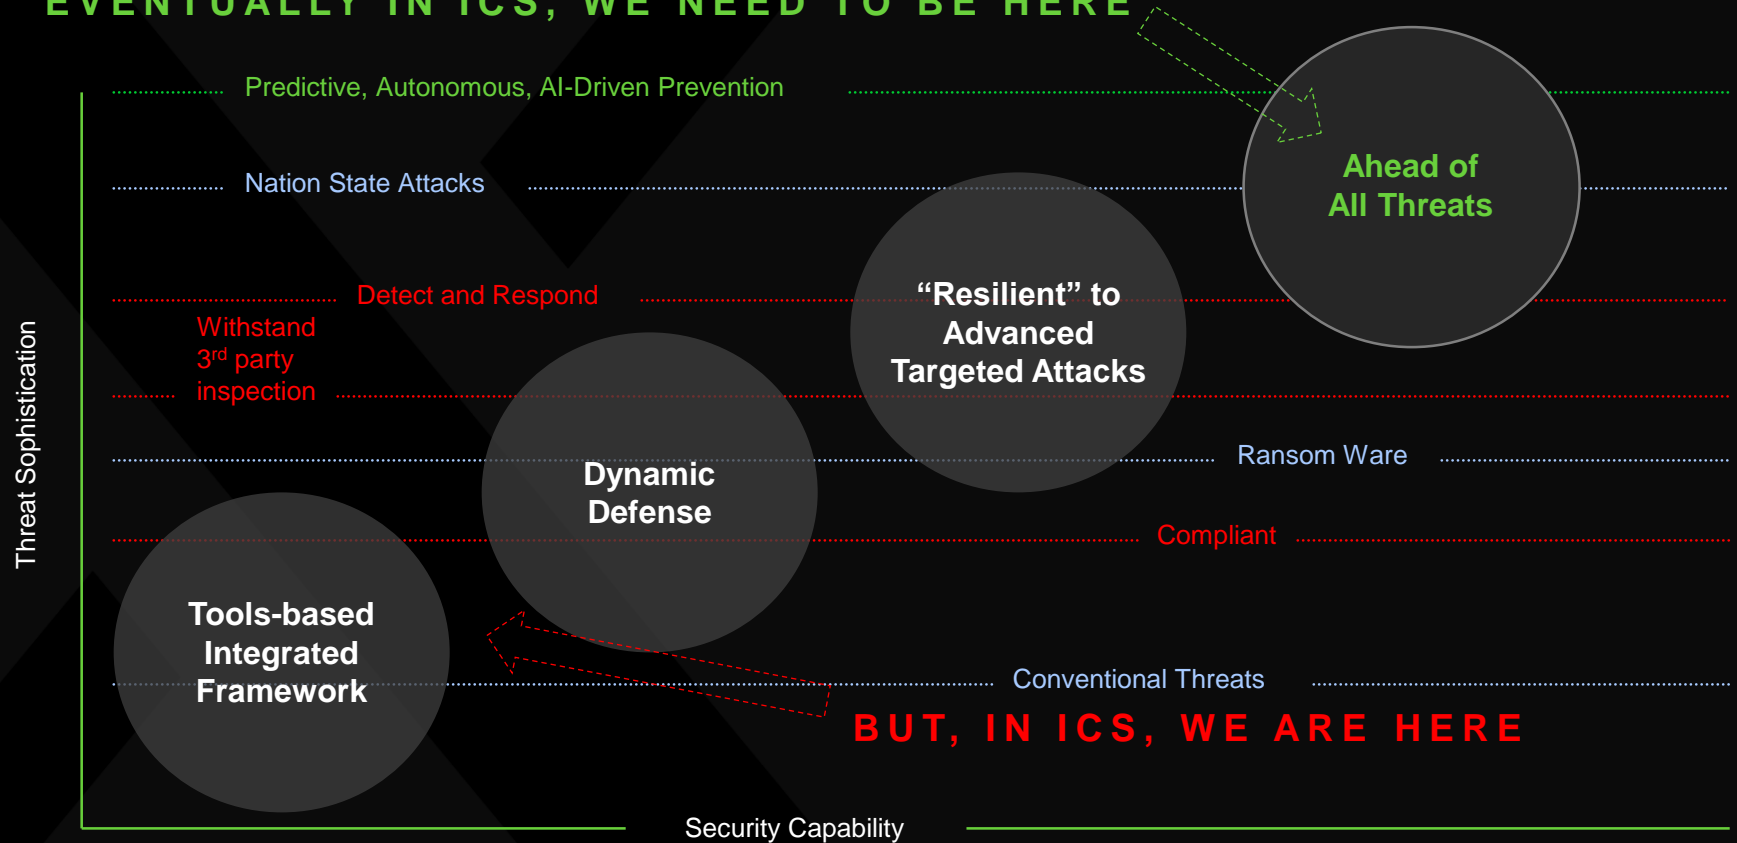 EVENTUALLY IN ICS, WE NEED TO BE HERE
Predictive, Autonomous, AI-Driven Prevention
Nation State Attacks
Ahead of
All Threats
Detect and Respond
“Resilient” to
Advanced
Targeted Attacks
Withstand
3rd party
inspection
Threat Sophistication
Ransom Ware
Dynamic
Defense
Compliant
Tools-based
Integrated
Framework
Conventional Threats
BUT, IN ICS, WE ARE HERE
Security Capability